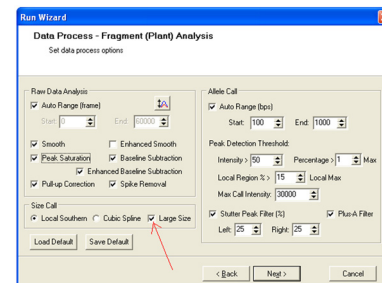 Run Wizard
Data Process - Fragment (Plant) Analysis
Set data process options
Raw Data Analysis
Auto Range (frame)
Start: 0 End: 60000
Smooth Enhanced Smooth
Peak Saturation Baseline Subtraction
Enhanced Baseline Subtraction
Pull-up Correction Spike Removal
Size Call
Local Southern Cubic Spline Large Size
Load Default Save Default
Allele Call
Auto Range (bps)
Start: 100 End: 1000
Peak Detection Threshold:
Intensity > 50 Percentage > 1 Max
Local Region % > 15 Local Max
Max Call Intensity: 30000
Stutter Peak Filter (%) Plus-A Filter
Left: 25 Right: 25
< Back Next > Cancel